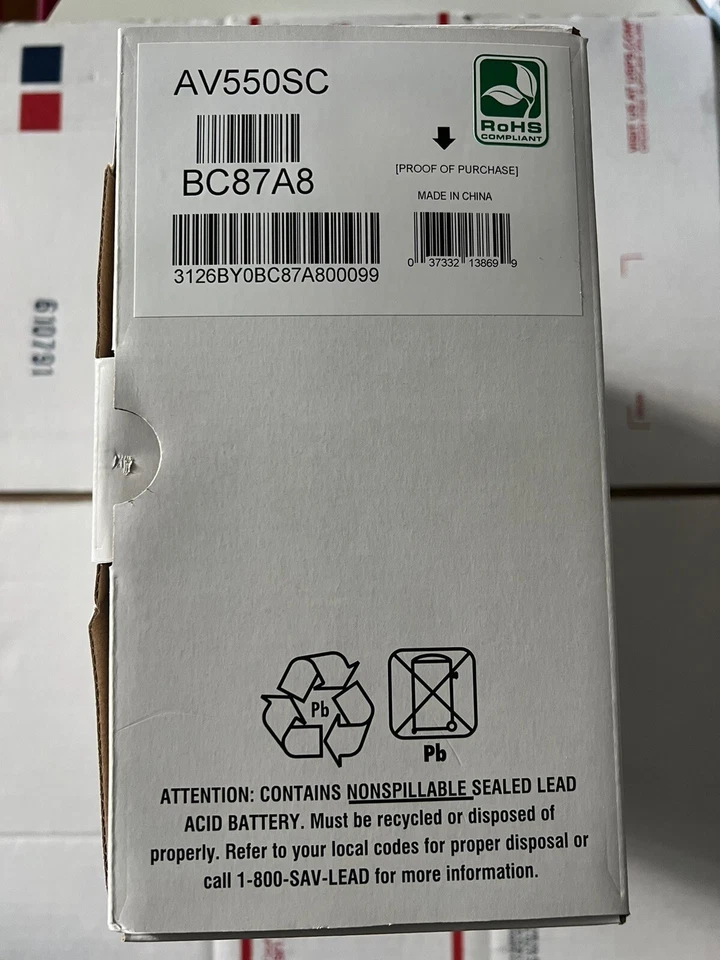 AV550SC
RoHS
COMPLIANT
[PROOF OF PURCHASE]
BC87A8
MADE IN CHINA
3126BY0BC87A800099
0 37332 13869 9
610791
Pb
Pb
ATTENTION: CONTAINS NONSPILLABLE SEALED LEAD
ACID BATTERY. Must be recycled or disposed of
properly. Refer to your local codes for proper disposal or
call 1-800-SAV-LEAD for more information.